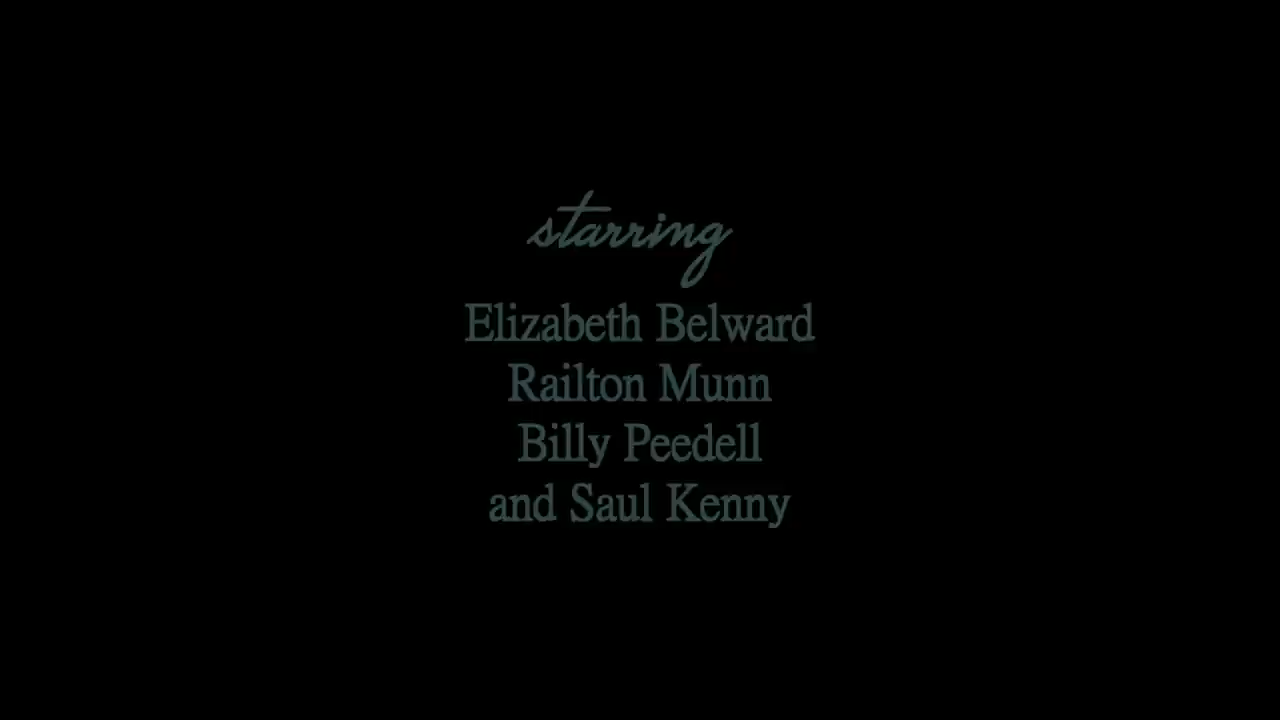 starring
Elizabeth Belward
Railton Munn
Billy Peedell
and Saul Kenny